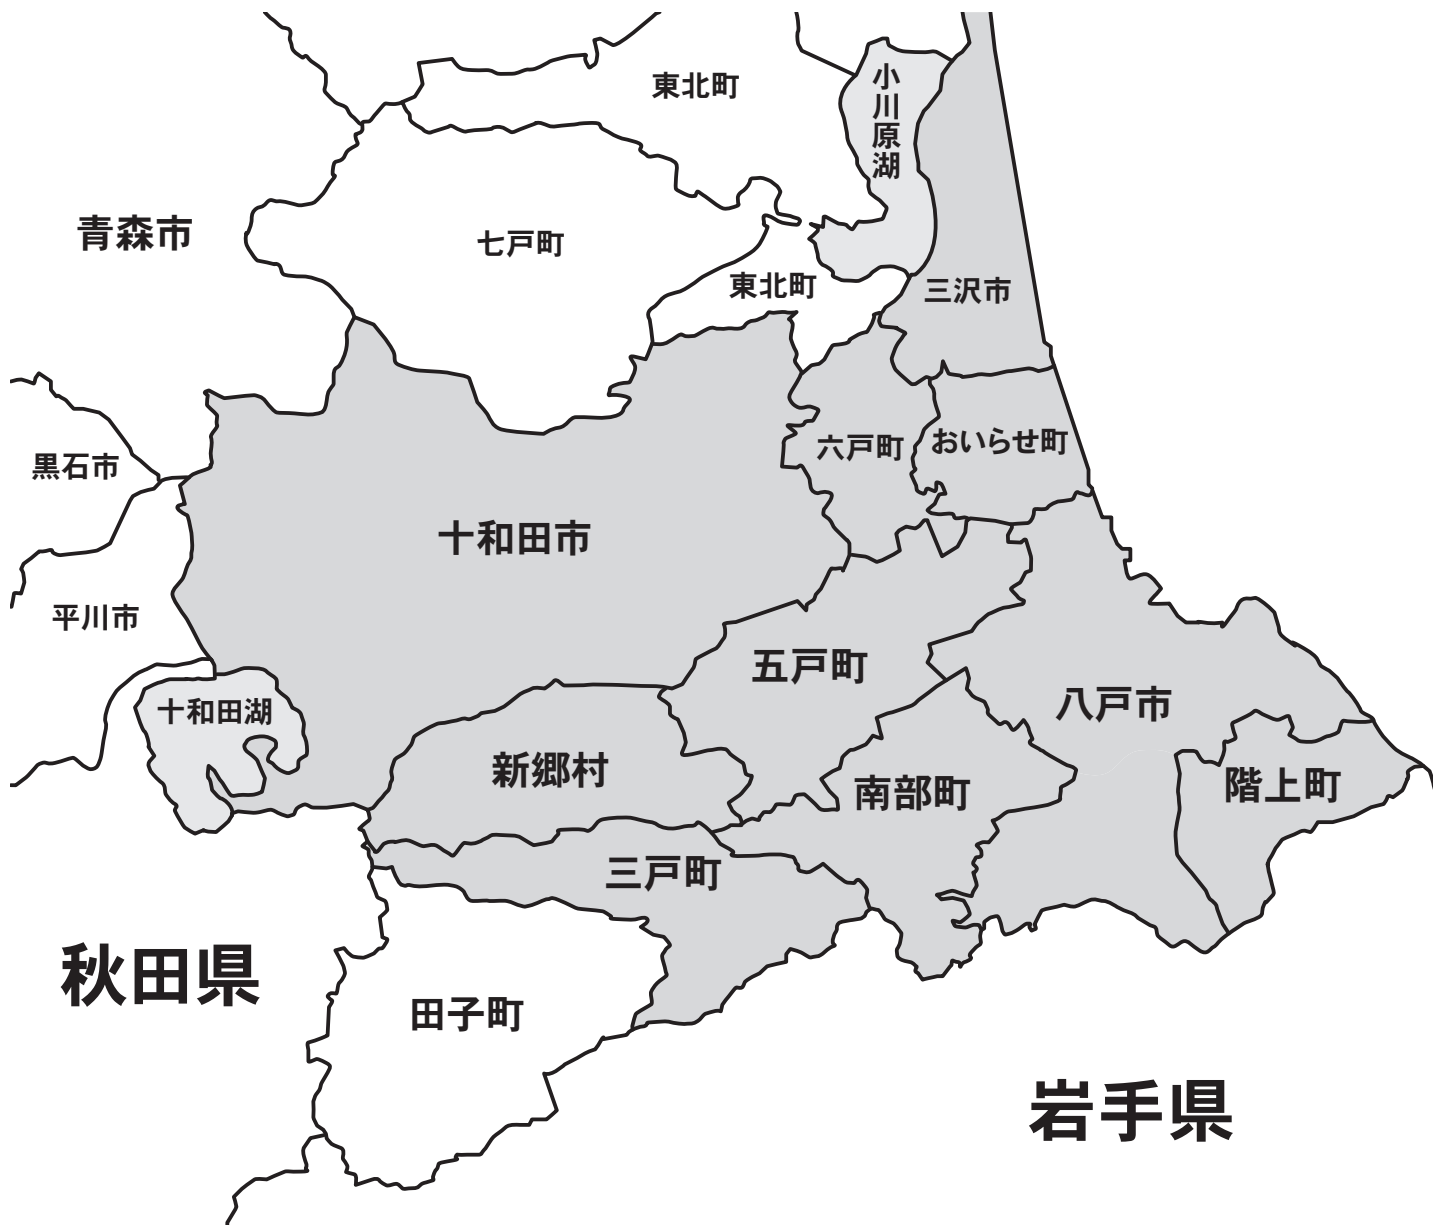 東北町
小川原湖
青森市
七戸町
東北町
三沢市
黒石市
六戸町
おいらせ町
十和田市
平川市
五戸町
十和田湖
八戸市
新郷村
南部町
階上町
三戸町
秋田県
田子町
岩手県